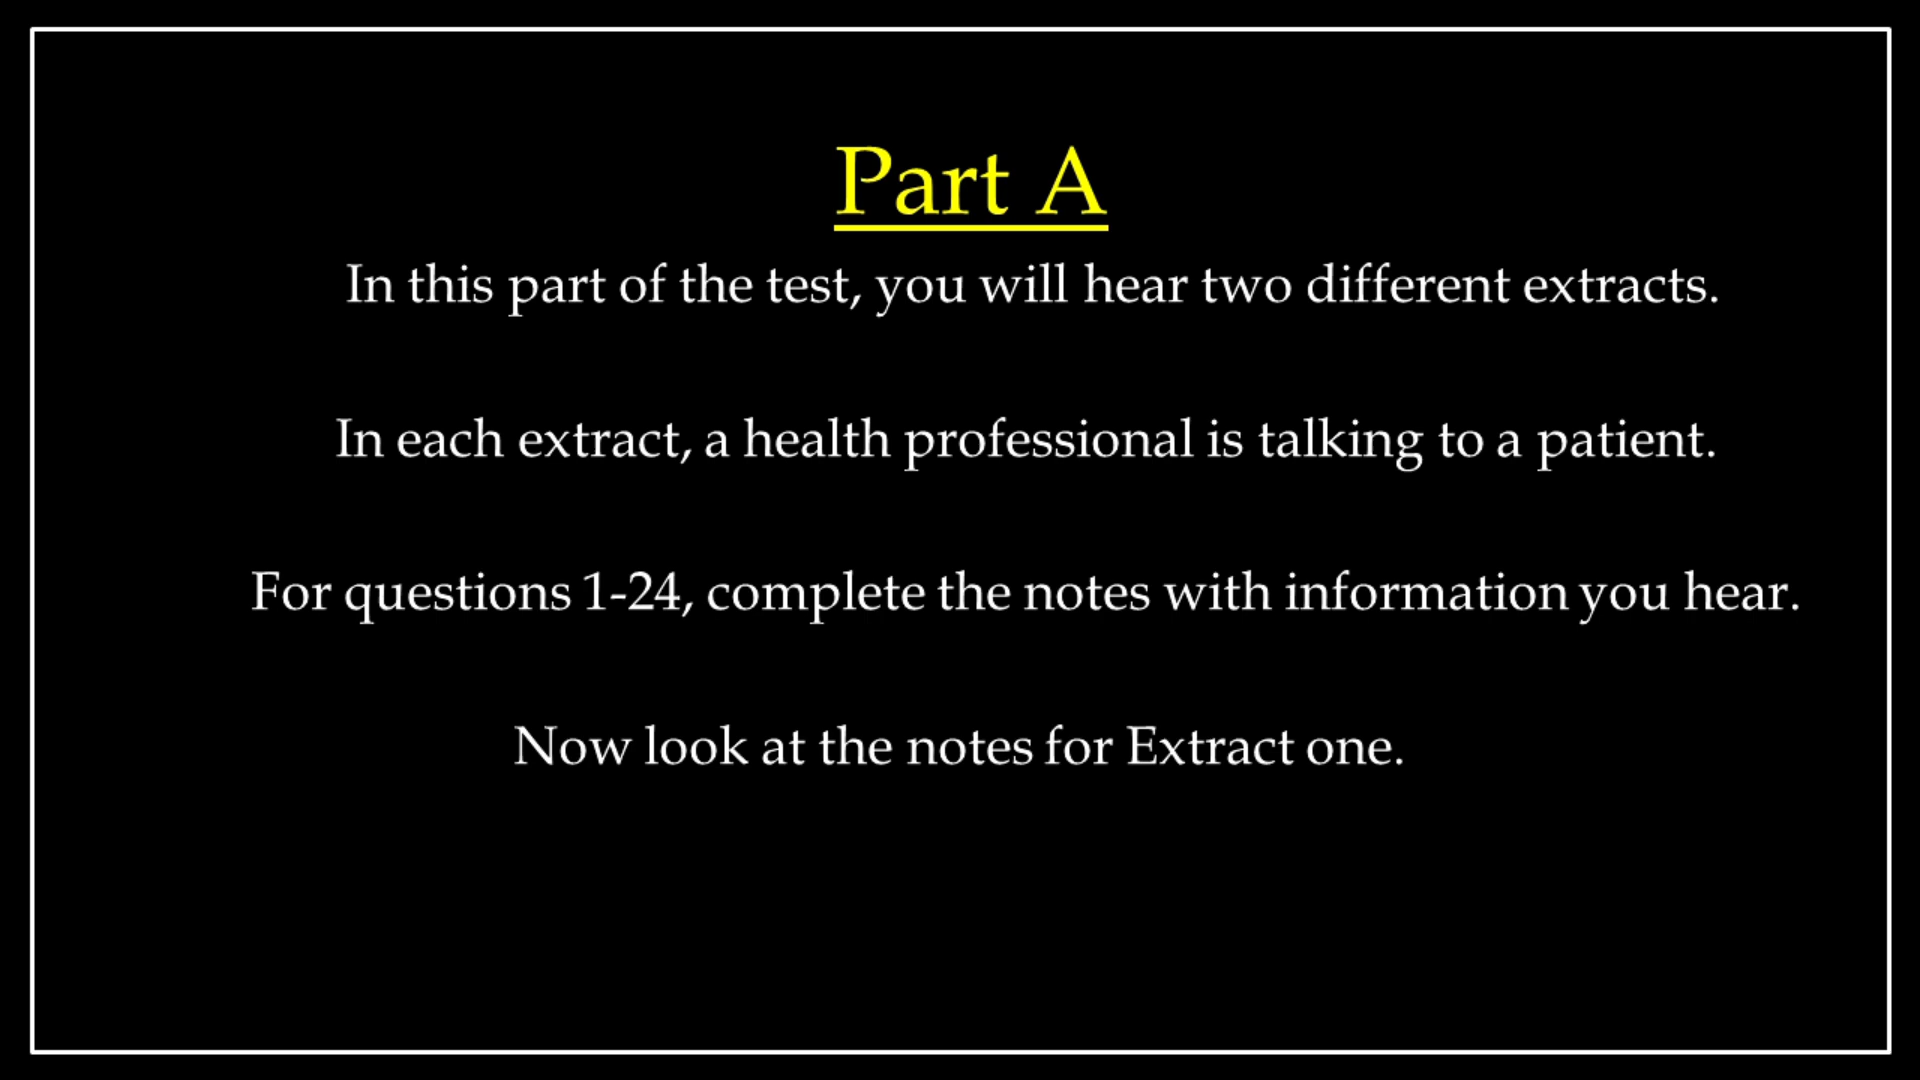 Part A
In this part of the test, you will hear two different extracts.
In each extract, a health professional is talking to a patient.
For questions 1-24, complete the notes with information you hear.
Now look at the notes for Extract one.